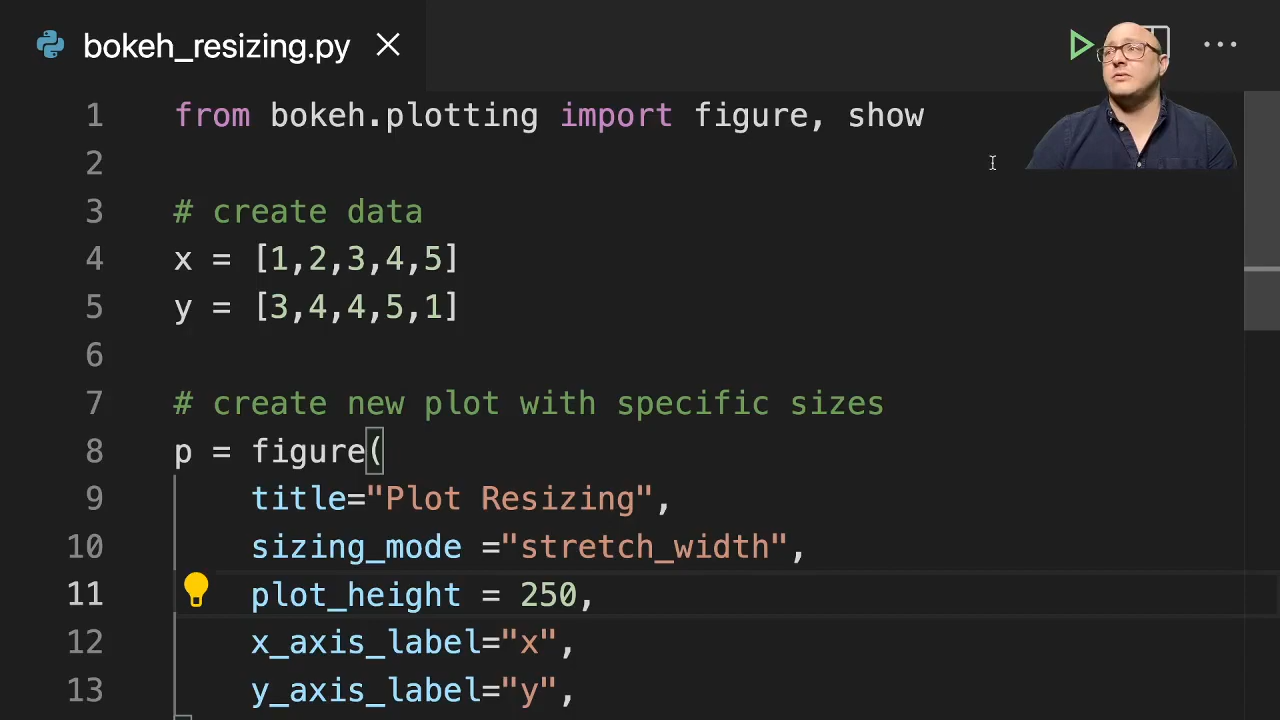 bokeh_resizing.py
1 from bokeh.plotting import figure, show
2
3 # create data
4 x = [1,2,3,4,5]
5 y = [3,4,4,5,1]
6
7 # create new plot with specific sizes
8 p = figure(
9 title="Plot Resizing",
10 sizing_mode ="stretch_width",
11 plot_height = 250,
12 x_axis_label="x",
13 y_axis_label="y",